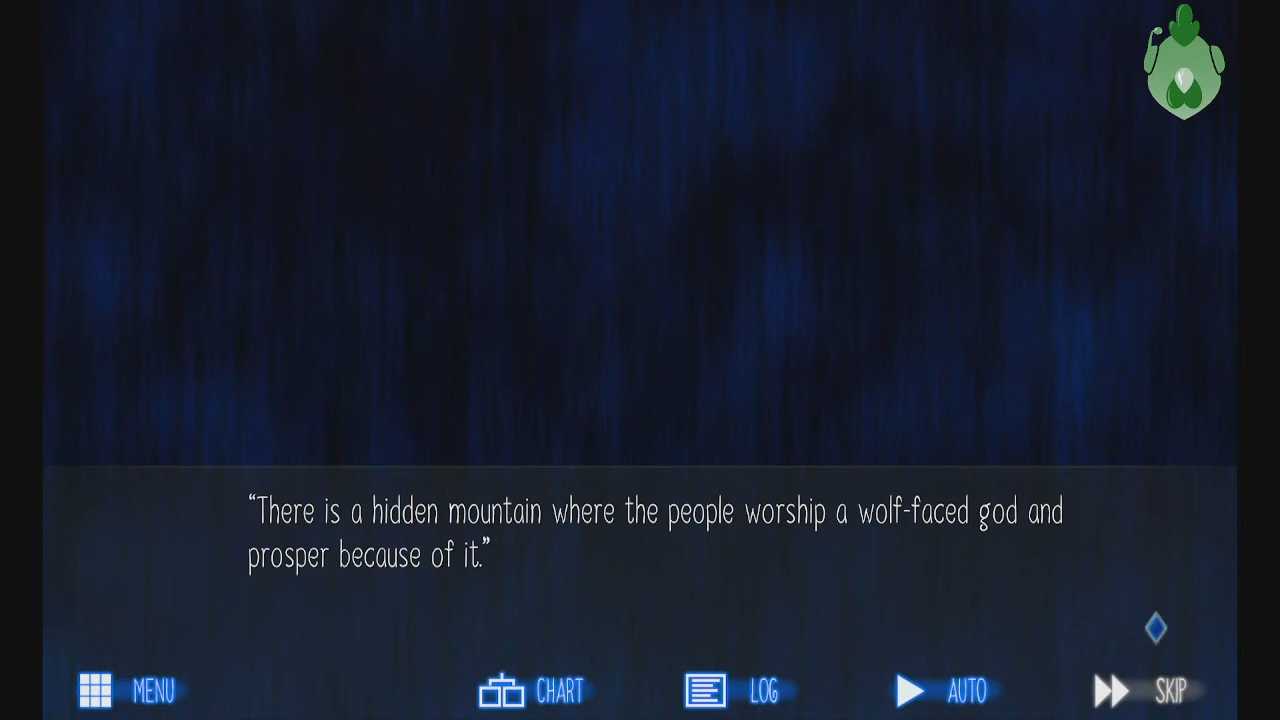 “There is a hidden mountain where the people worship a wolf-faced god and
prosper because of it.”
MENU
CHART
LOG
AUTO
SKIP